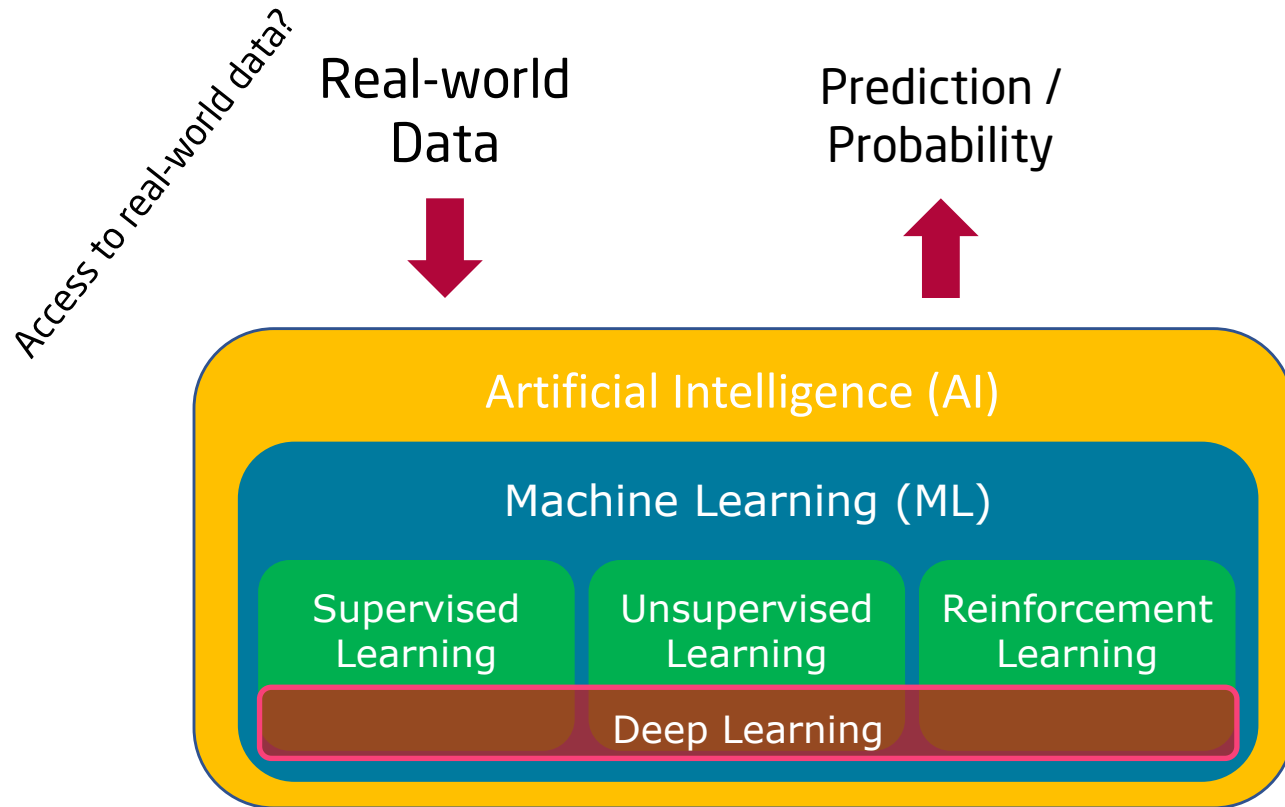 Access to real-world data?
Real-world
Data
Prediction /
Probability
Artificial Intelligence (AI)
Machine Learning (ML)
Supervised
Learning
Unsupervised
Learning
Reinforcement
Learning
Deep Learning